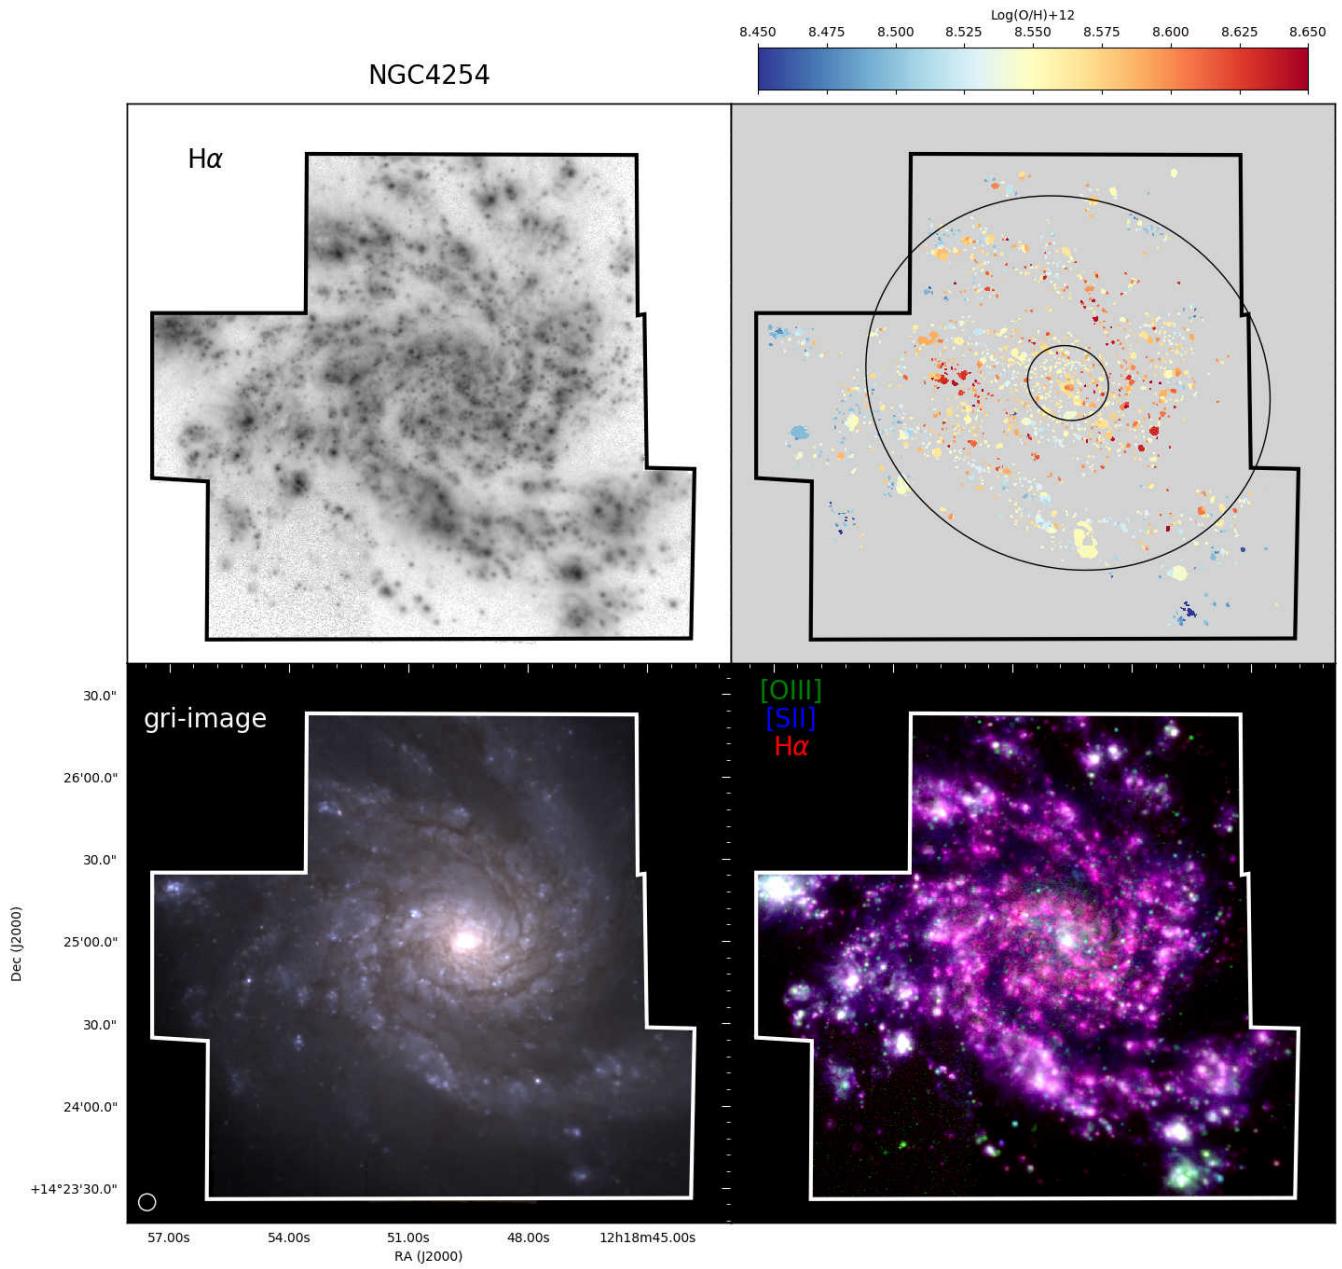 Log(O/H)+12
8.450 8.475 8.500 8.525 8.550 8.575 8.600 8.625 8.650
NGC4254
Hα
gri-image
[OIII]
[SII]
Hα
30.0"
26'00.0"
30.0"
25'00.0"
30.0"
24'00.0"
+14°23'30.0"
Dec (J2000)
57.00s 54.00s 51.00s 48.00s 12h18m45.00s
RA (J2000)